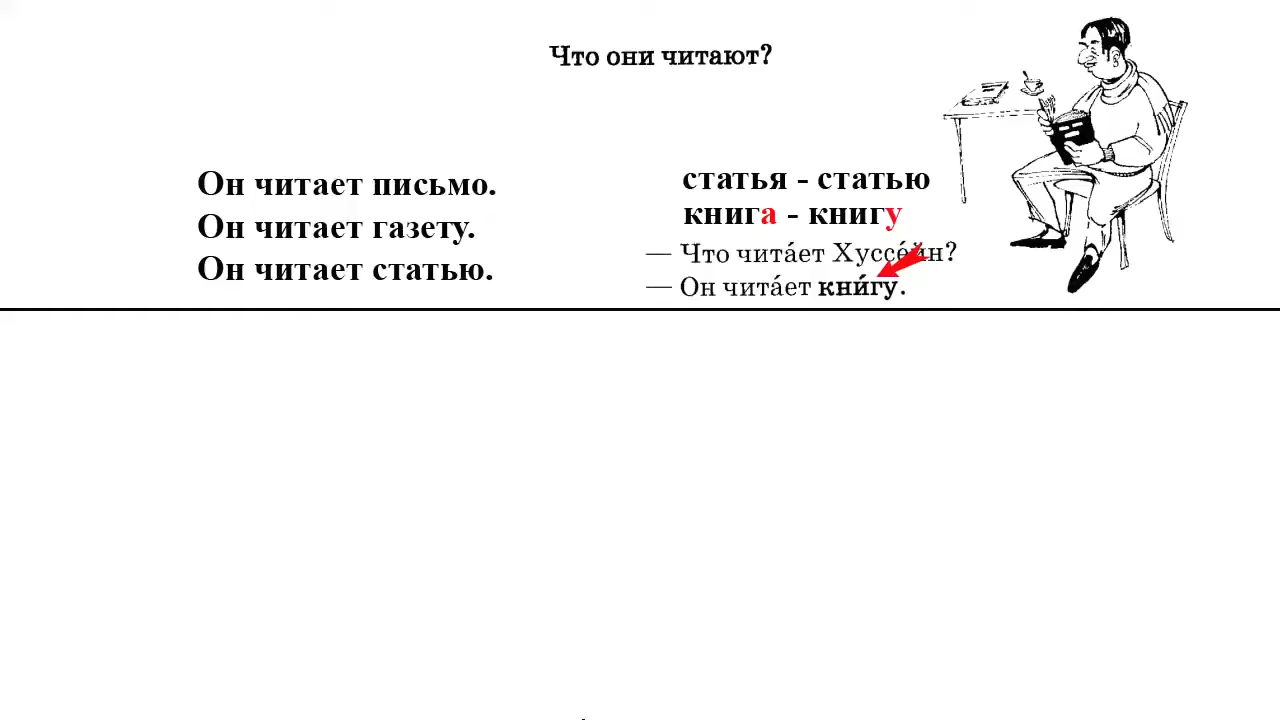 Что они читают?
Он читает письмо.
Он читает газету.
Он читает статью.
статья - статью
книга - книгу
— Что чита́ет Хуссе́йн?
— Он чита́ет кни́гу.